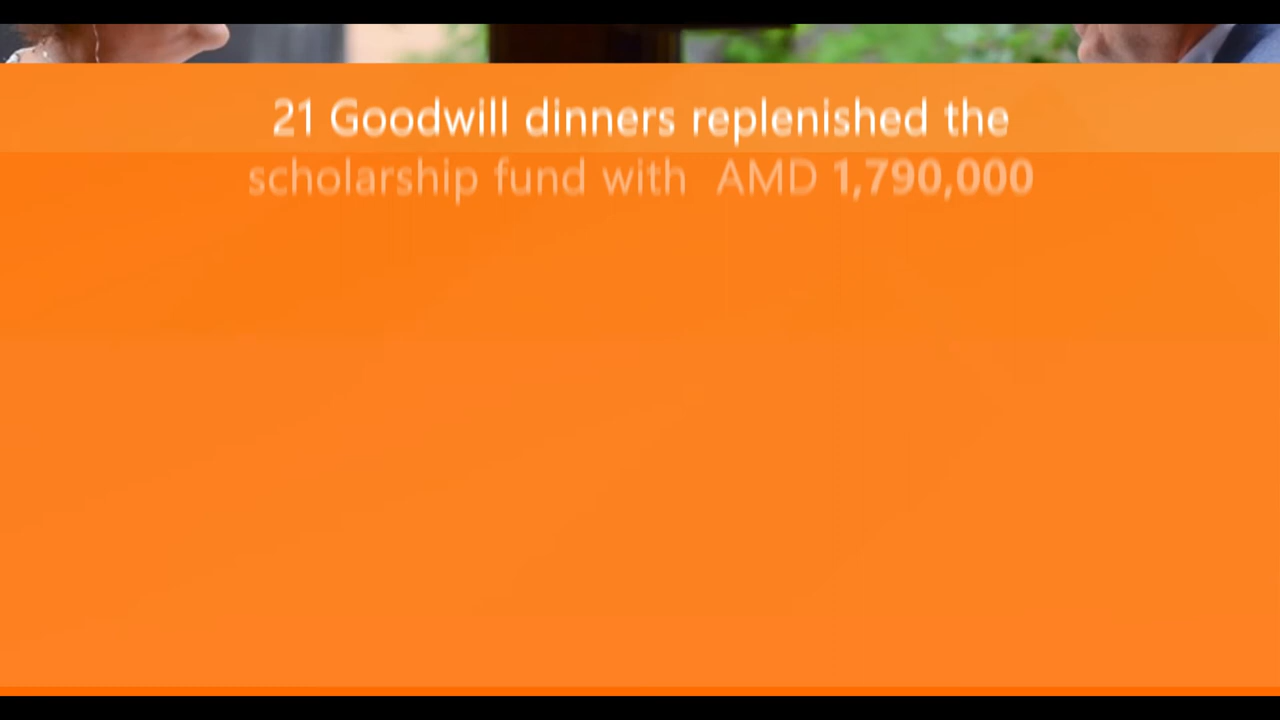 21 Goodwill dinners replenished the
scholarship fund with AMD 1,790,000